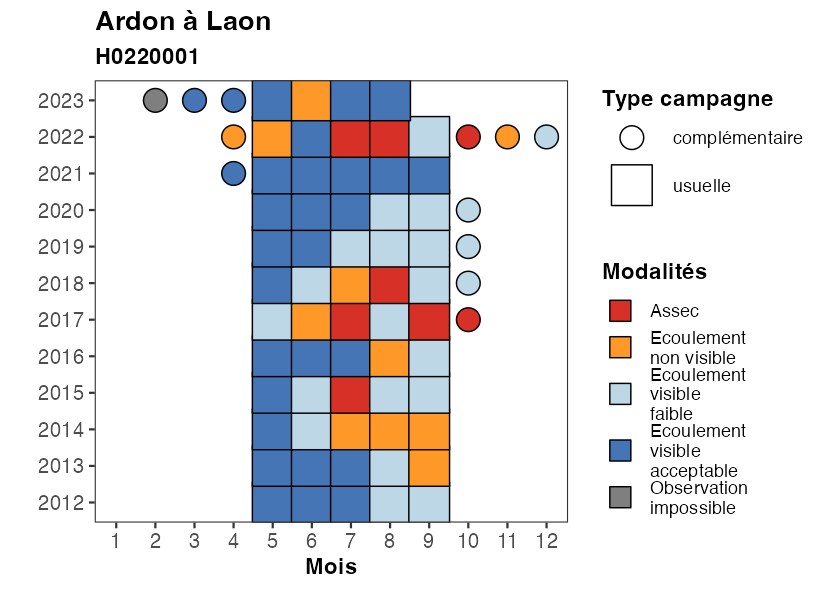 Ardon à Laon
H0220001
2023
2022
2021
2020
2019
2018
2017
2016
2015
2014
2013
2012
1 2 3 4 5 6 7 8 9 10 11 12
Mois
Type campagne
complémentaire
usuelle
Modalités
Assec
Ecoulement
non visible
Ecoulement
visible
faible
Ecoulement
visible
acceptable
Observation
impossible